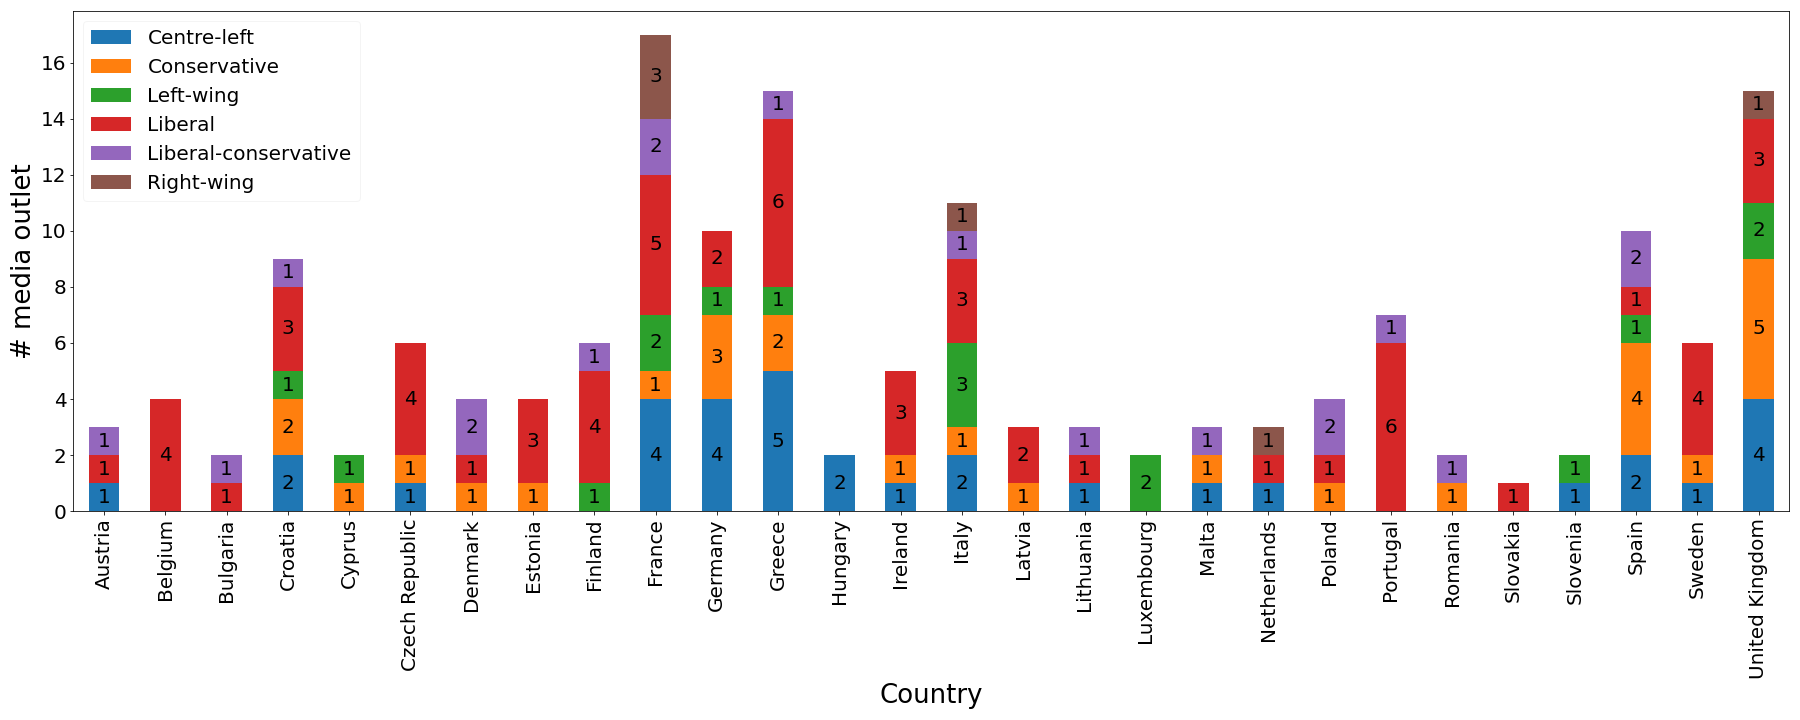 Centre-left
Conservative
Left-wing
Liberal
Liberal-conservative
Right-wing
# media outlet
16
14
12
10
8
6
4
2
0
1
1
1
4
1
1
1
3
1
2
2
1
1
4
1
1
2
1
1
3
1
1
4
1
3
2
5
2
1
4
2
1
3
4
1
6
1
2
5
2
3
1
1
1
1
3
3
1
2
2
1
1
1
1
2
1
1
1
1
1
1
2
1
1
1
6
1
1
1
1
1
2
1
1
4
2
4
1
1
1
3
2
5
4
Austria
Belgium
Bulgaria
Croatia
Cyprus
Czech Republic
Denmark
Estonia
Finland
France
Germany
Greece
Hungary
Ireland
Italy
Latvia
Lithuania
Luxembourg
Malta
Netherlands
Poland
Portugal
Romania
Slovakia
Slovenia
Spain
Sweden
United Kingdom
Country